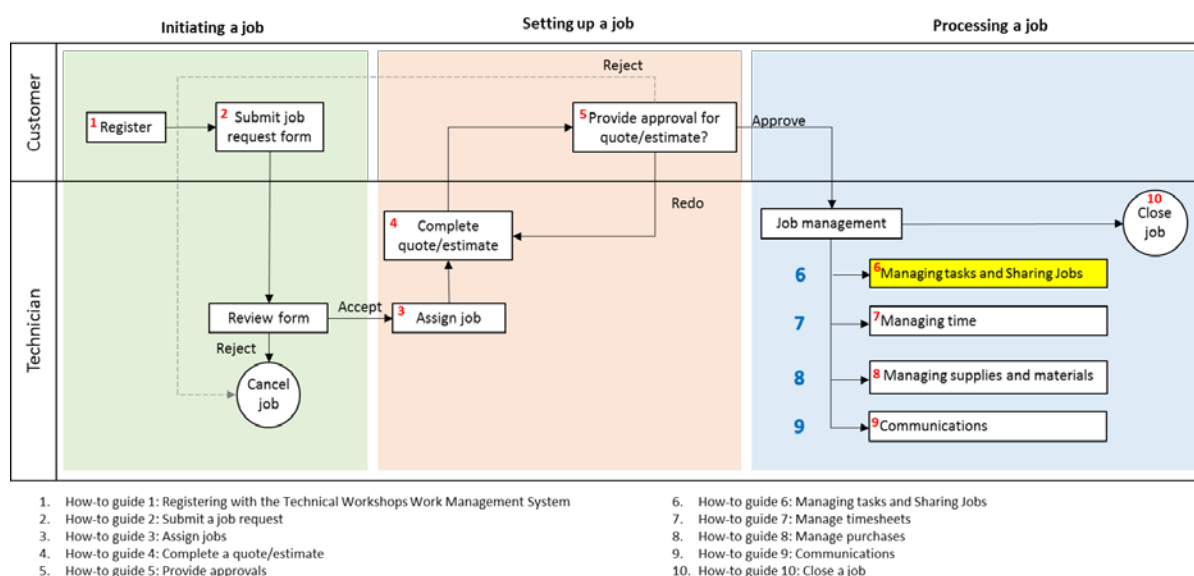 Initiating a job
Setting up a job
Processing a job
Customer
Reject
1 Register
2 Submit job
request form
5 Provide approval for
quote/estimate?
Approve
Technician
Redo
4 Complete
quote/estimate
Job management
10
Close
job
6
6 Managing tasks and Sharing Jobs
Review form
Accept
3 Assign job
7
7 Managing time
Reject
Cancel
job
8
8 Managing supplies and materials
9
9 Communications
1. How-to guide 1: Registering with the Technical Workshops Work Management System
2. How-to guide 2: Submit a job request
3. How-to guide 3: Assign jobs
4. How-to guide 4: Complete a quote/estimate
5. How-to guide 5: Provide approvals
6. How-to guide 6: Managing tasks and Sharing Jobs
7. How-to guide 7: Manage timesheets
8. How-to guide 8: Manage purchases
9. How-to guide 9: Communications
10. How-to guide 10: Close a job